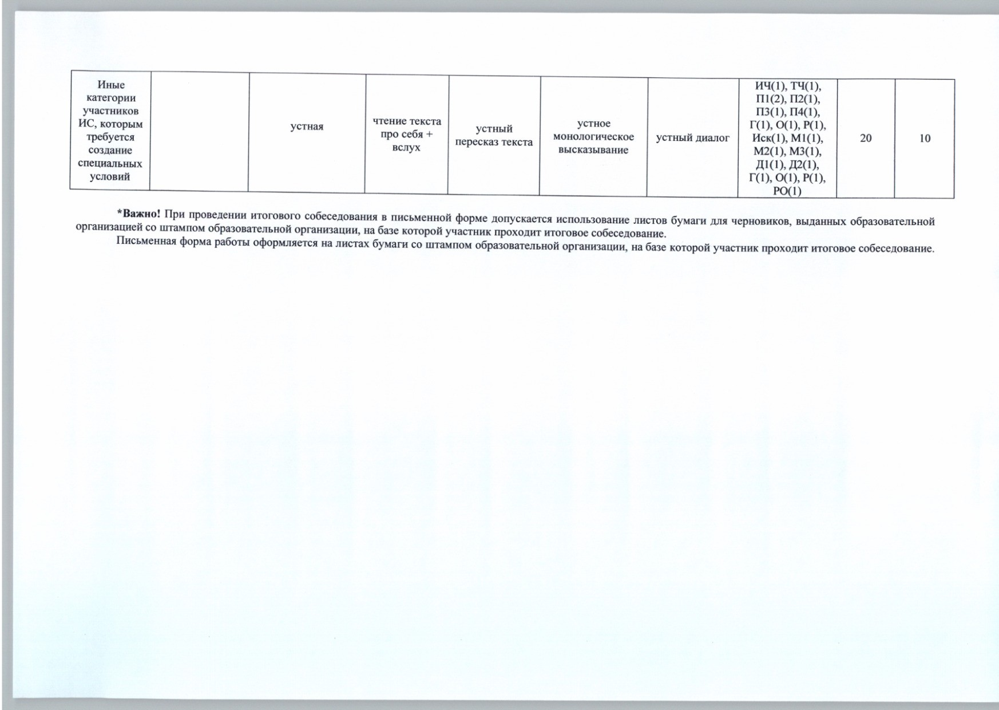 Иные
категории
участников
ИС, которым
требуется
создание
специальных
условий
устная
чтение текста
про себя +
вслух
устный
пересказ текста
устное
монологическое
высказывание
устный диалог
ИЧ(1), ТЧ(1),
П1(2), П2(1),
П3(1), П4(1),
Г(1), О(1), Р(1),
Иск(1), М1(1),
М2(1), М3(1),
Д1(1), Д2(1),
Г(1), О(1), Р(1),
РО(1)
20
10
*Важно! При проведении итогового собеседования в письменной форме допускается использование листов бумаги для черновиков, выданных образовательной
организацией со штампом образовательной организации, на базе которой участник проходит итоговое собеседование.
Письменная форма работы оформляется на листах бумаги со штампом образовательной организации, на базе которой участник проходит итоговое собеседование.